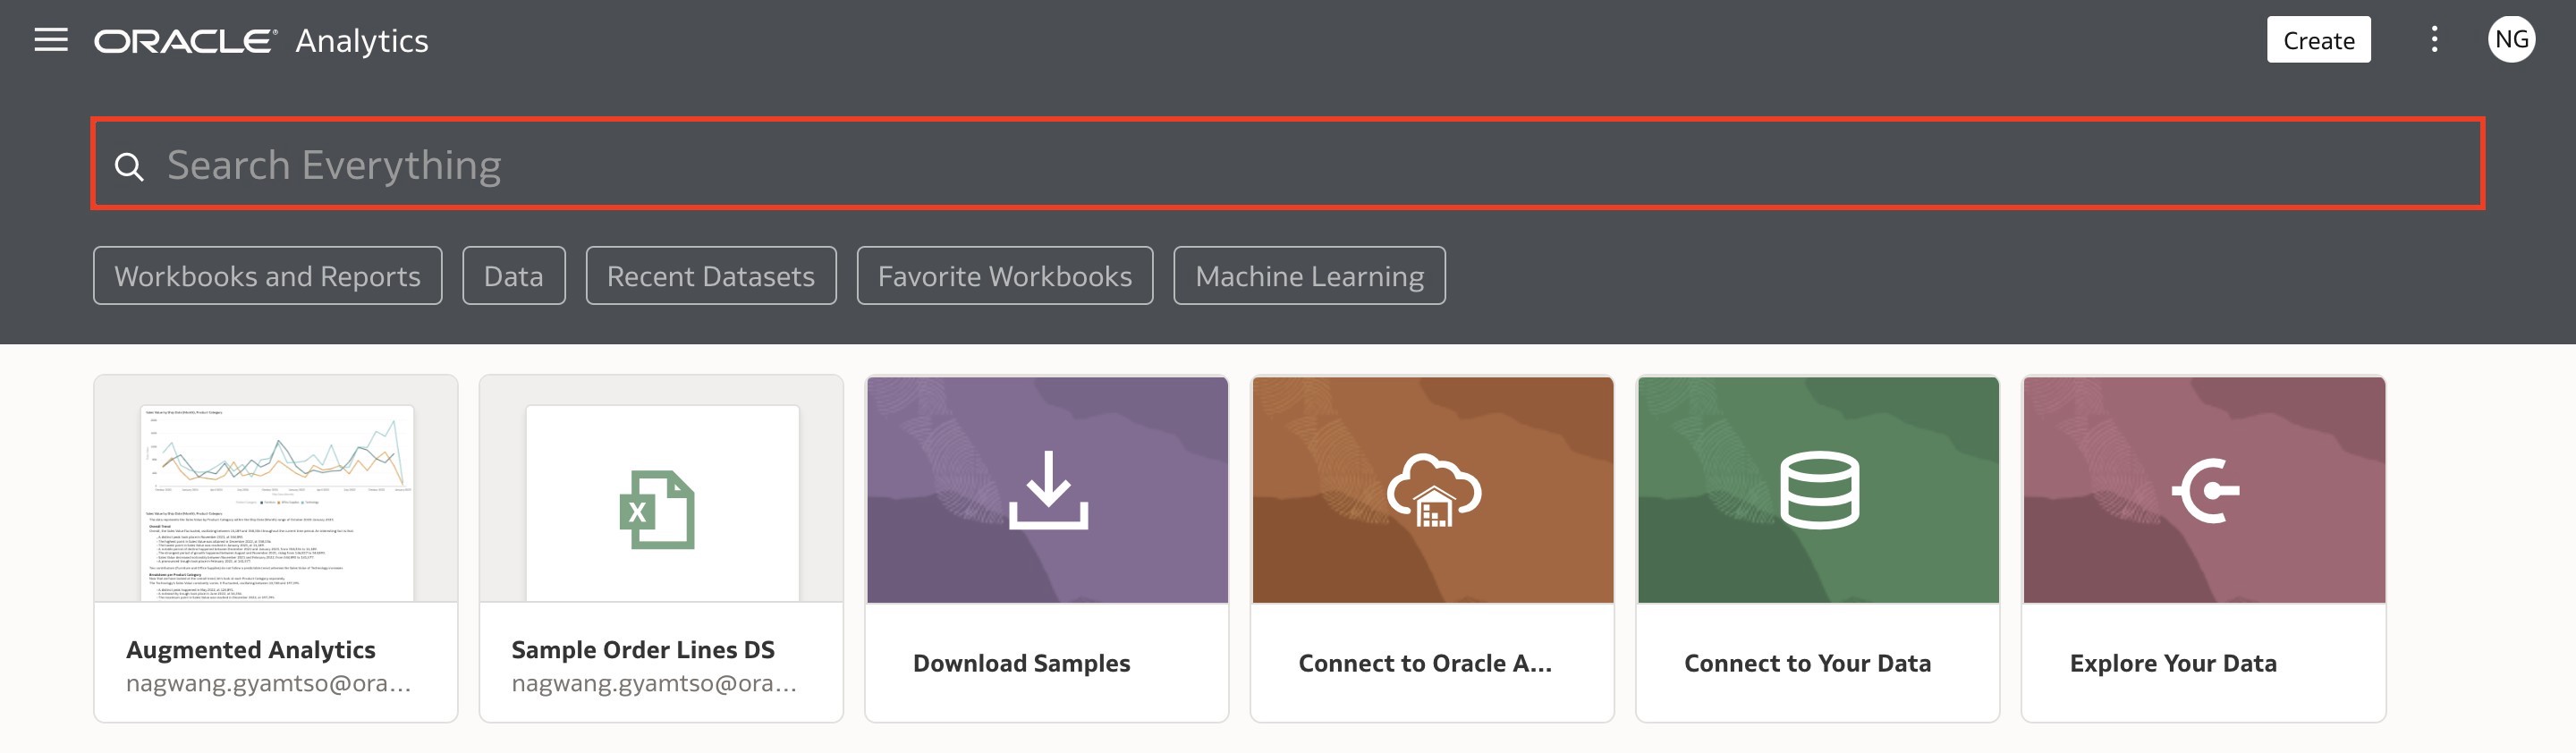 ORACLE® Analytics
Create
NG
Search Everything
Workbooks and Reports
Data
Recent Datasets
Favorite Workbooks
Machine Learning
X
Augmented Analytics
nagwang.gyamtso@ora...
Sample Order Lines DS
nagwang.gyamtso@ora...
Download Samples
Connect to Oracle A...
Connect to Your Data
Explore Your Data